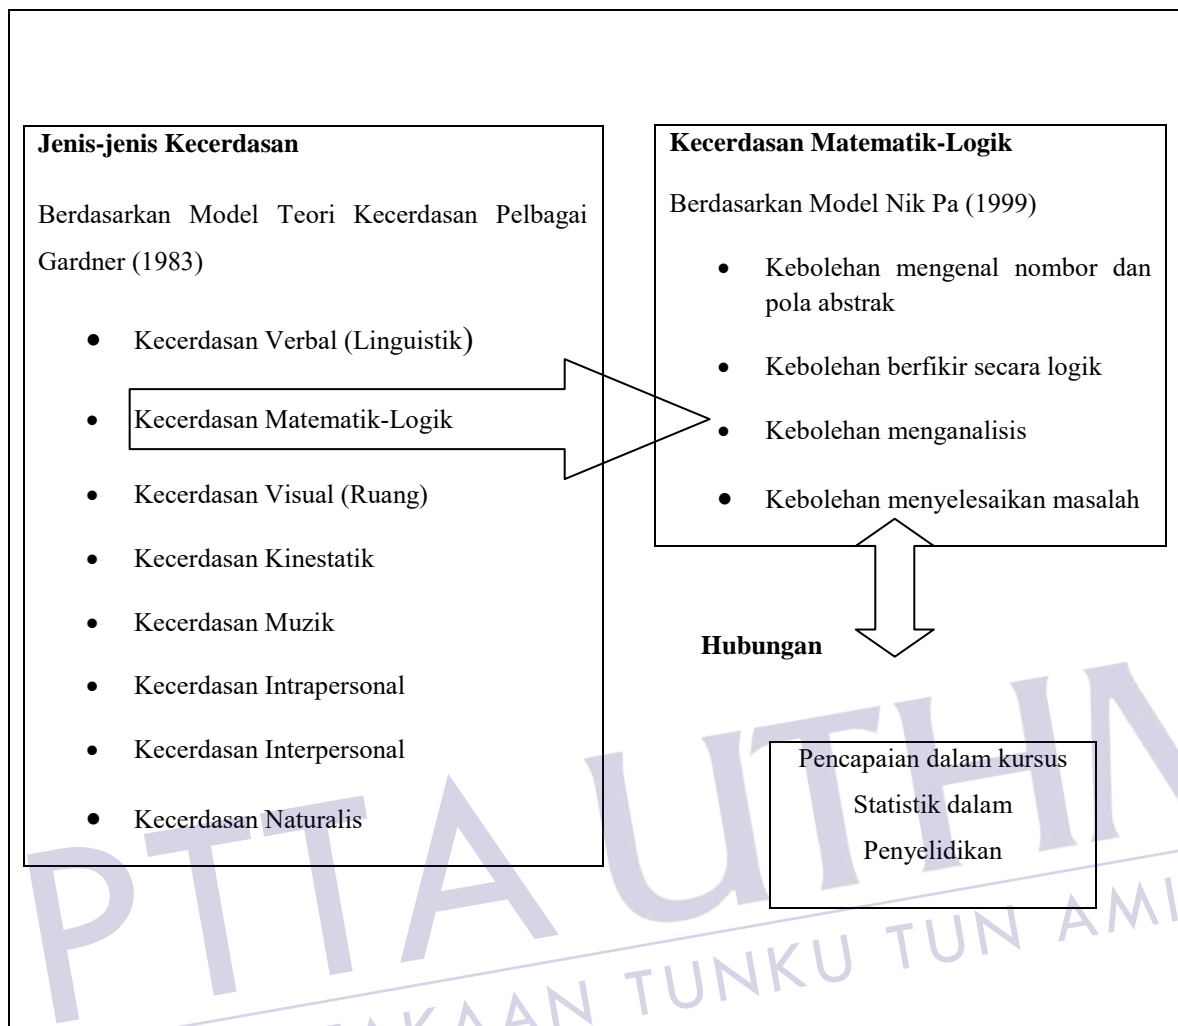 Jenis-jenis Kecerdasan
Berdasarkan Model Teori Kecerdasan Pelbagai
Gardner (1983)
• Kecerdasan Verbal (Linguistik)
• Kecerdasan Matematik-Logik
• Kecerdasan Visual (Ruang)
• Kecerdasan Kinestatik
• Kecerdasan Muzik
• Kecerdasan Intrapersonal
• Kecerdasan Interpersonal
• Kecerdasan Naturalis
Kecerdasan Matematik-Logik
Berdasarkan Model Nik Pa (1999)
• Kebolehan mengenal nombor dan
pola abstrak
• Kebolehan berfikir secara logik
• Kebolehan menganalisis
• Kebolehan menyelesaikan masalah
Hubungan
Pencapaian dalam kursus
Statistik dalam
Penyelidikan
PTTA UTH
TUNKU TUN